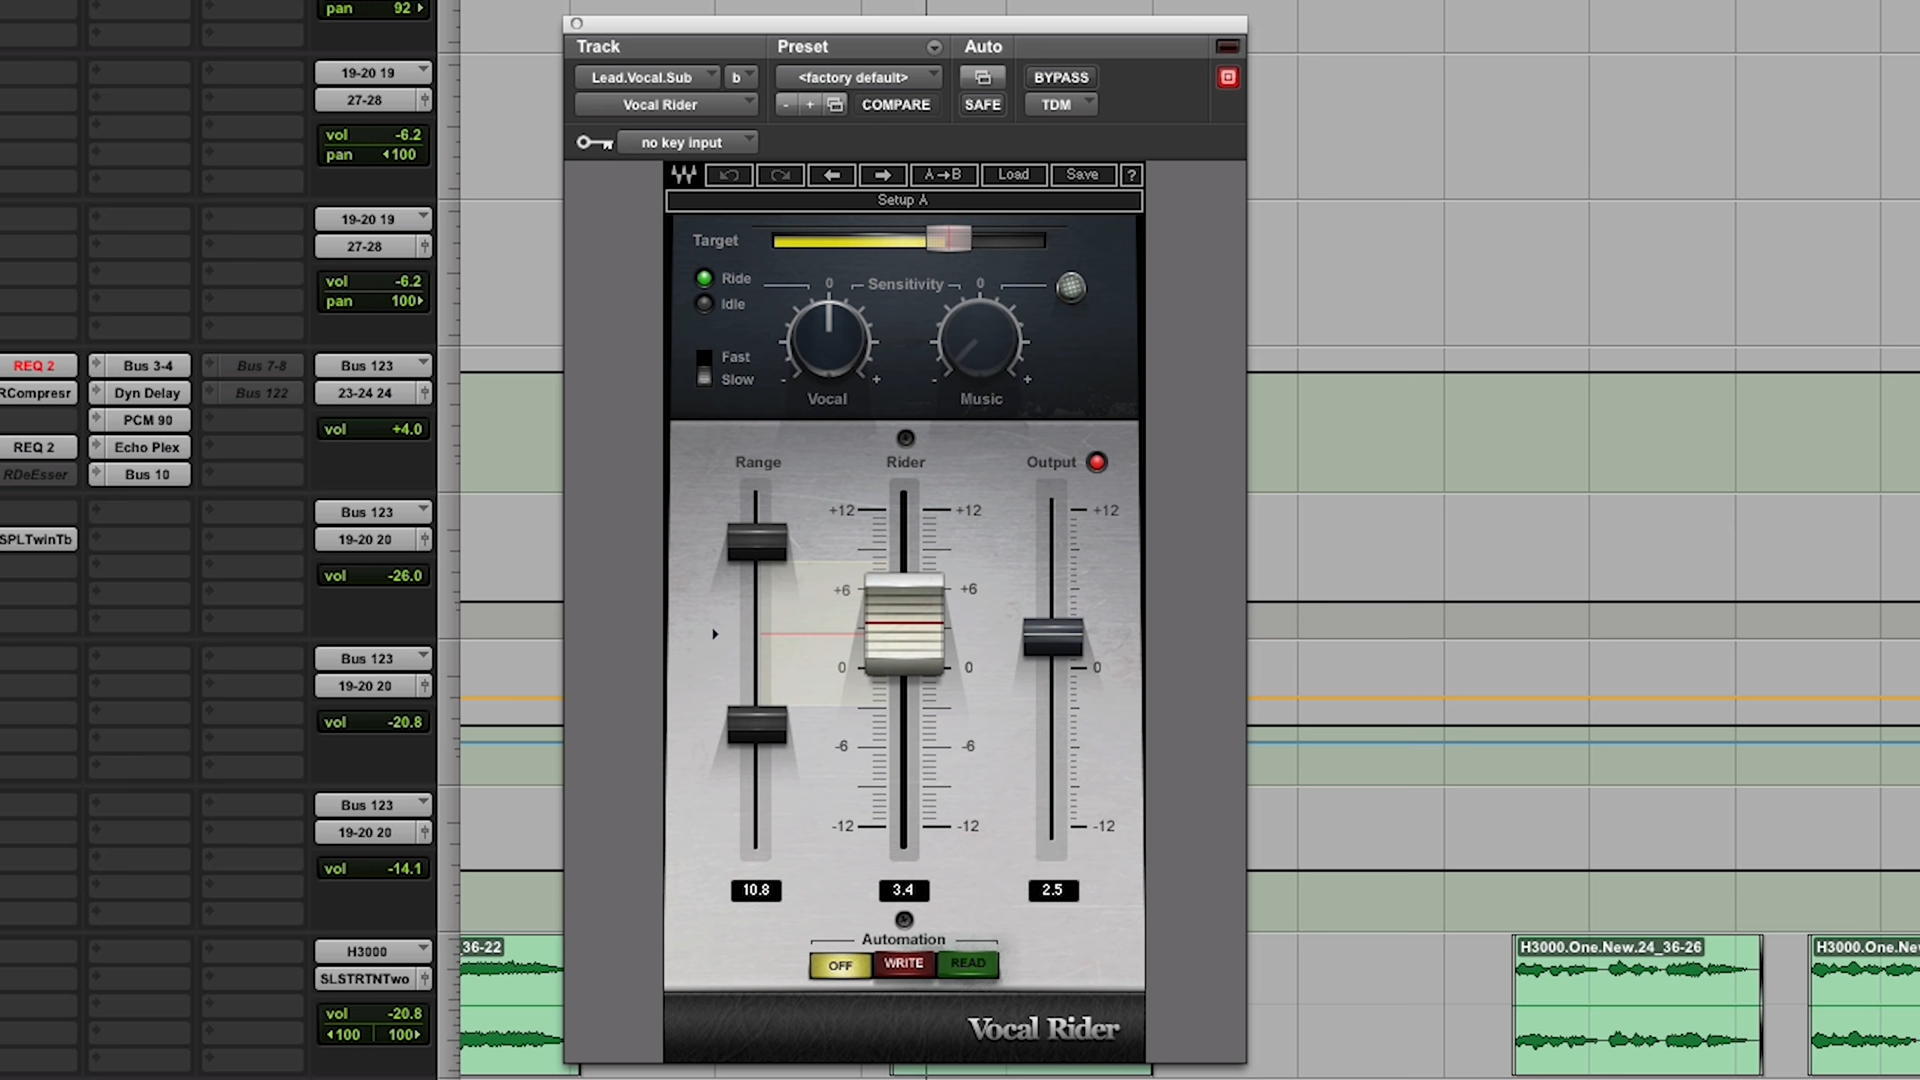 pan 92
19-20 19
27-28
vol -6.2
pan 100
19-20 19
27-28
vol -6.2
pan 100
REQ 2 Bus 3-4 Bus 7-8 Bus 123
RCompresr Dyn Delay Bus 122 23-24 24
PCM 90
vol +4.0
REQ 2 Echo Plex
RDeEsser Bus 10
Bus 123
SPLTwinTb 19-20 20
vol -26.0
Bus 123
19-20 20
vol -20.8
Bus 123
19-20 20
vol -14.1
H3000
SLSTRTNTwo
vol -20.8
100 100
Track Preset Auto
Lead.Vocal.Sub b <factory default> BYPASS
Vocal Rider - + COMPARE SAFE TDM
no key input
A→B Load Save ?
Setup A
Target
Ride
Idle
0 Sensitivity 0
Fast
Slow
- + - +
Vocal Music
Range Rider Output
+12 +12 +12
+6 +6
0 0 0
-6 -6
-12 -12 -12
10.8 3.4 2.5
Automation
OFF WRITE READ
Vocal Rider
36-22
H3000.One.New.24_36-26
H3000.One.Ne